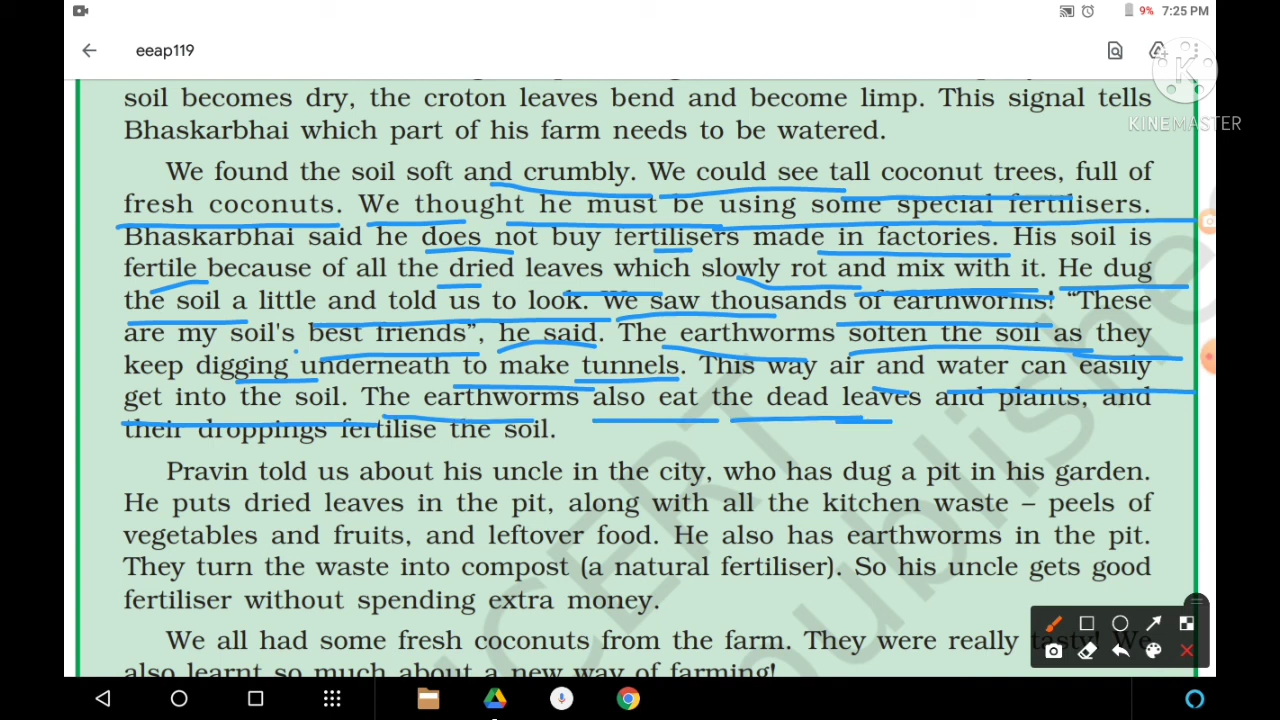 9% 7:25 PM
eeap119
K
KINEMASTER
soil becomes dry, the croton leaves bend and become limp. This signal tells
Bhaskarbhai which part of his farm needs to be watered.
We found the soil soft and crumbly. We could see tall coconut trees, full of
fresh coconuts. We thought he must be using some special fertilisers.
Bhaskarbhai said he does not buy fertilisers made in factories. His soil is
fertile because of all the dried leaves which slowly rot and mix with it. He dug
the soil a little and told us to look. We saw thousands of earthworms! “These
are my soil's best friends”, he said. The earthworms soften the soil as they
keep digging underneath to make tunnels. This way air and water can easily
get into the soil. The earthworms also eat the dead leaves and plants, and
their droppings fertilise the soil.
Pravin told us about his uncle in the city, who has dug a pit in his garden.
He puts dried leaves in the pit, along with all the kitchen waste – peels of
vegetables and fruits, and leftover food. He also has earthworms in the pit.
They turn the waste into compost (a natural fertiliser). So his uncle gets good
fertiliser without spending extra money.
We all had some fresh coconuts from the farm. They were really tasty! We
also learnt so much about a new way of farming!